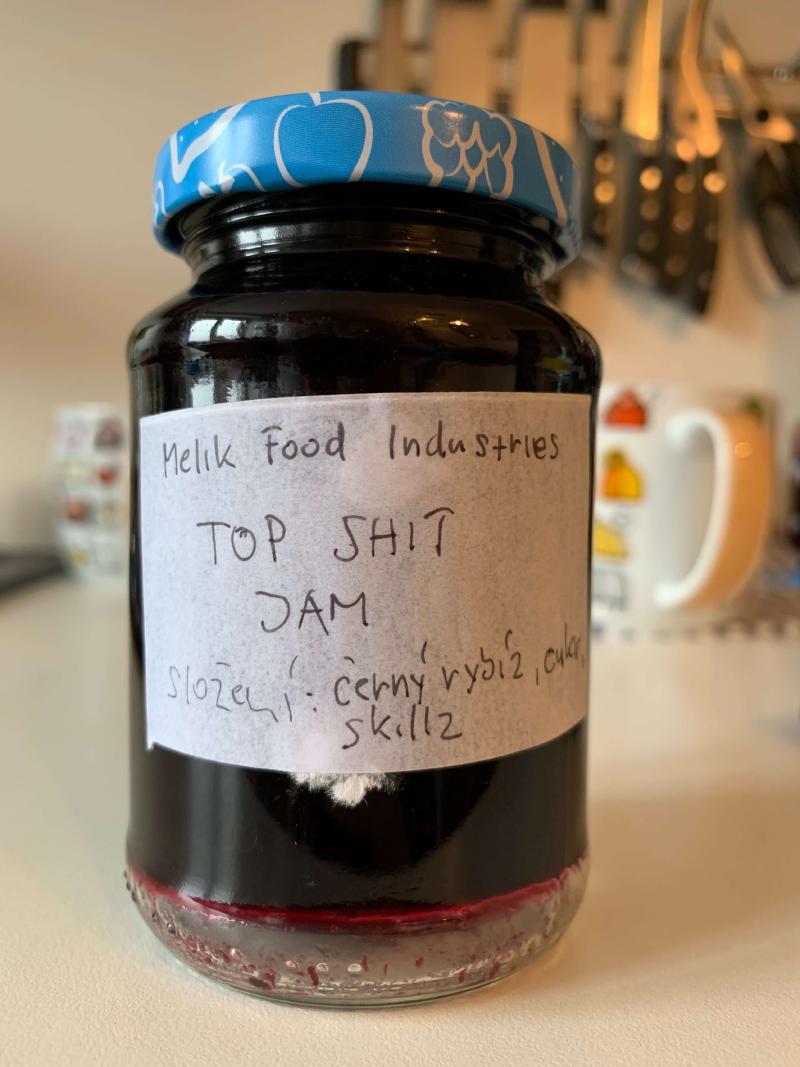 Melik Food Industries
TOP SHIT
JAM
složení: černý rybíz, cukr,
skillz